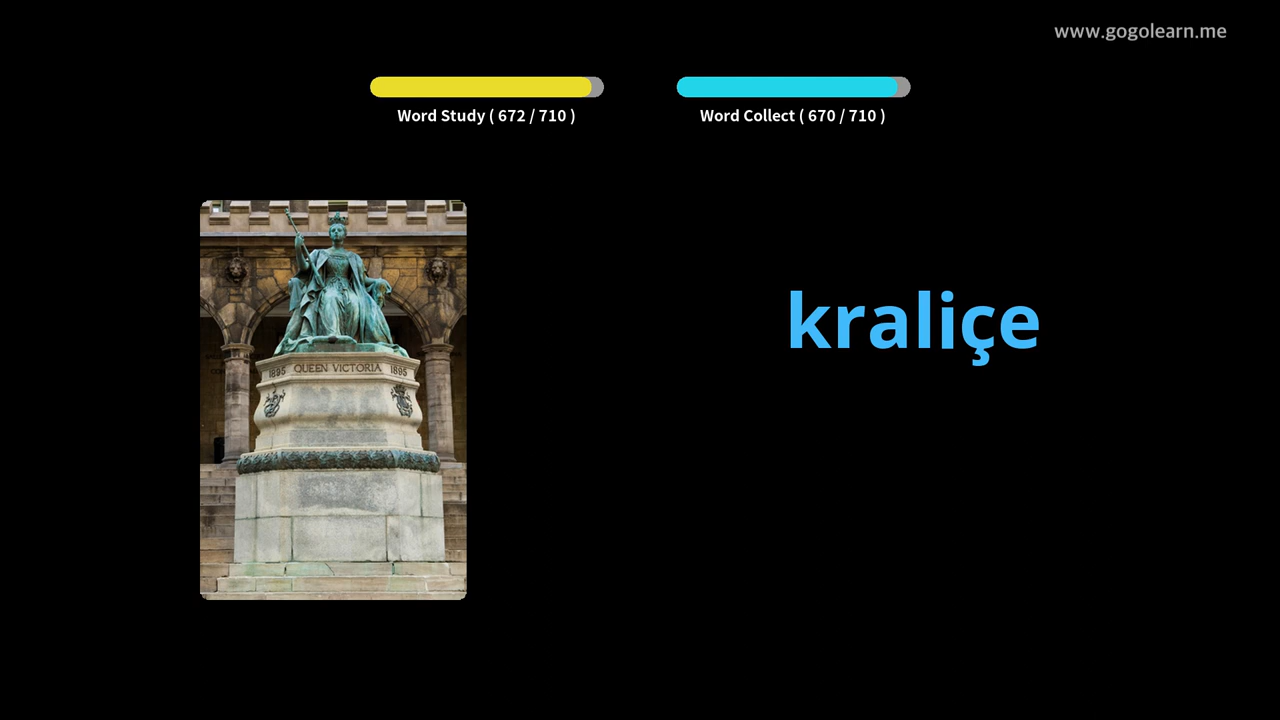 www.gogolearn.me
Word Study ( 672 / 710 )
Word Collect ( 670 / 710 )
kraliçe
1895 QUEEN VICTORIA 1895